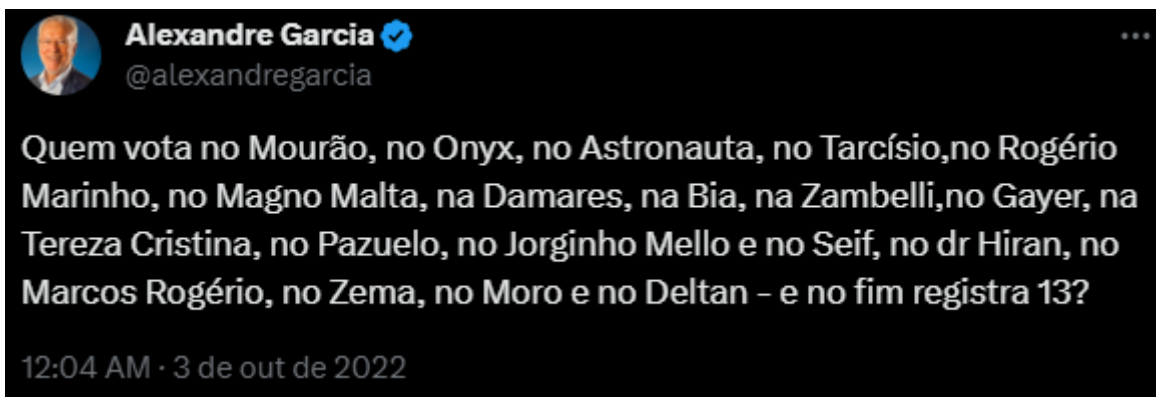 Alexandre Garcia
@alexandregarcia
Quem vota no Mourão, no Onyx, no Astronauta, no Tarcísio,no Rogério
Marinho, no Magno Malta, na Damares, na Bia, na Zambelli,no Gayer, na
Tereza Cristina, no Pazuelo, no Jorginho Mello e no Seif, no dr Hiran, no
Marcos Rogério, no Zema, no Moro e no Deltan - e no fim registra 13?
12:04 AM · 3 de out de 2022